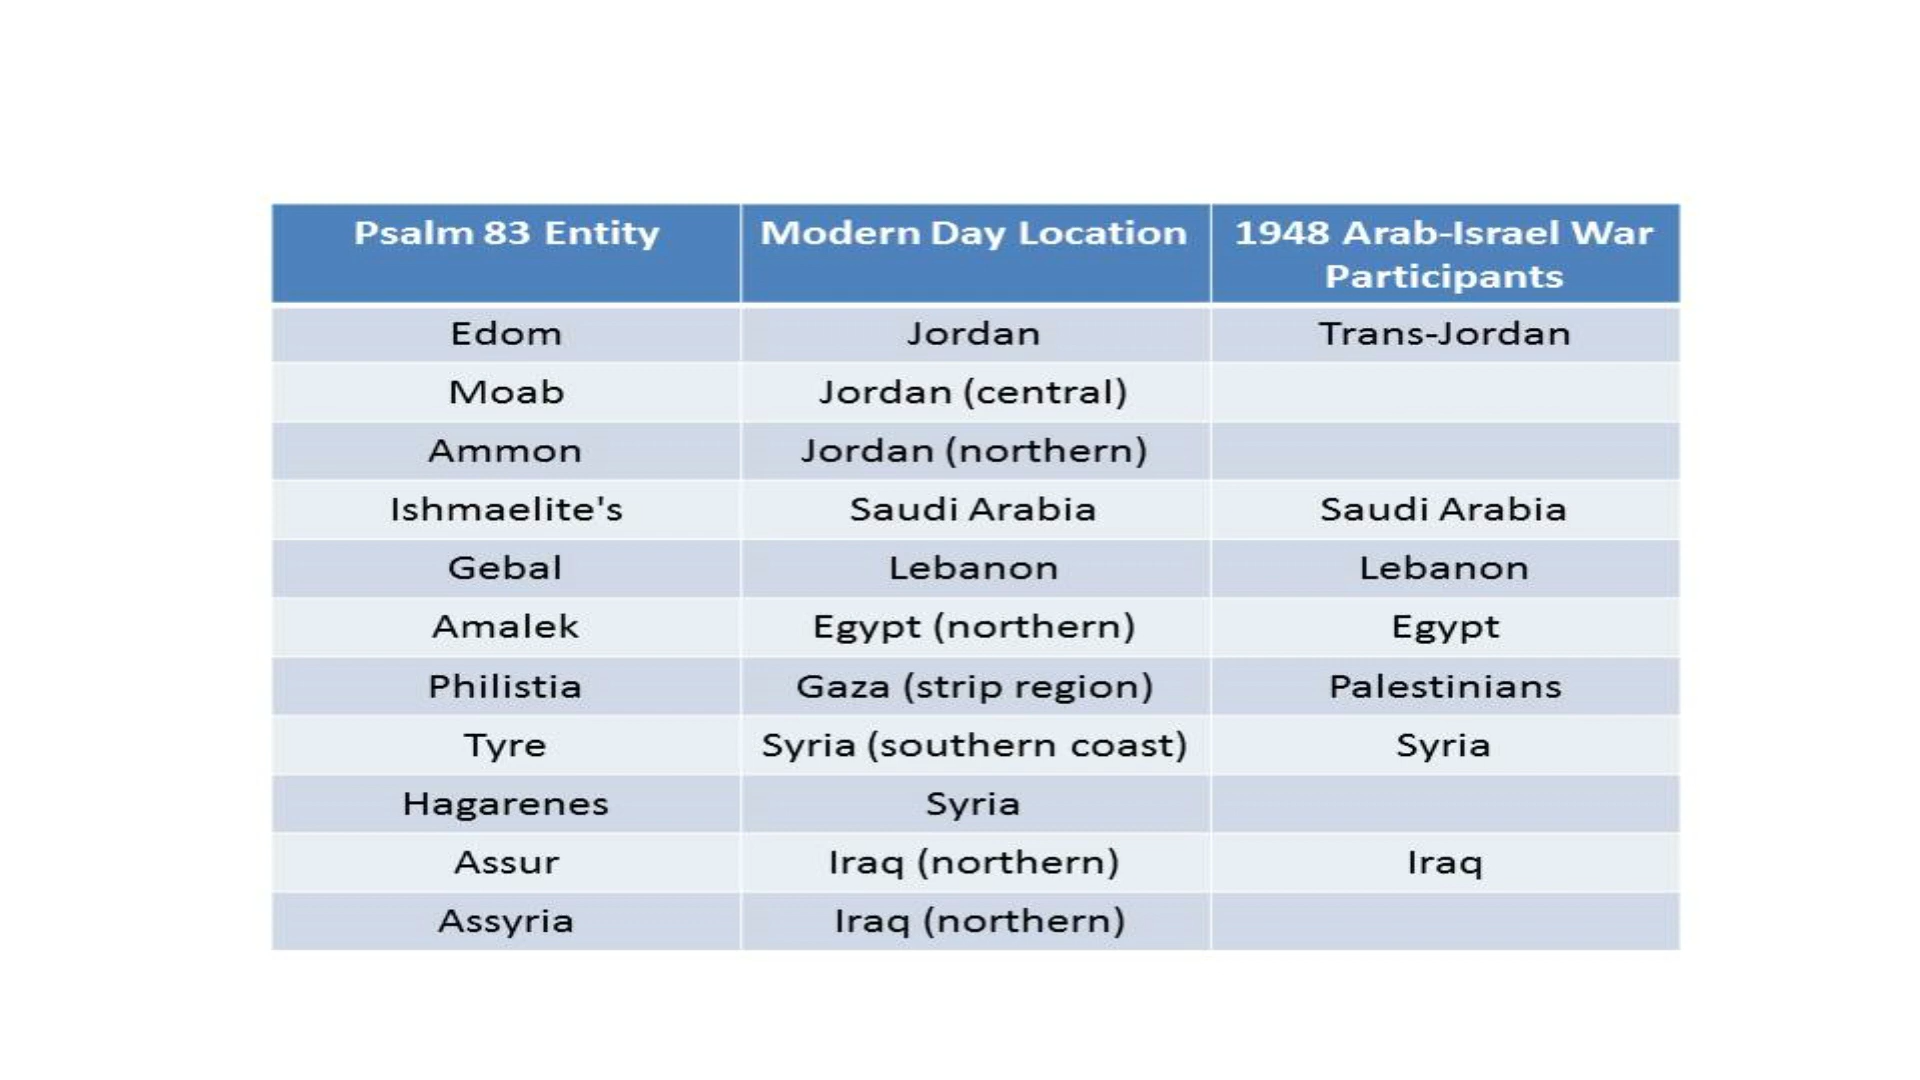 Psalm 83 Entity Modern Day Location 1948 Arab-Israel War
Participants
Edom Jordan Trans-Jordan
Moab Jordan (central)
Ammon Jordan (northern)
Ishmaelite's Saudi Arabia Saudi Arabia
Gebal Lebanon Lebanon
Amalek Egypt (northern) Egypt
Philistia Gaza (strip region) Palestinians
Tyre Syria (southern coast) Syria
Hagarenes Syria
Assur Iraq (northern) Iraq
Assyria Iraq (northern)